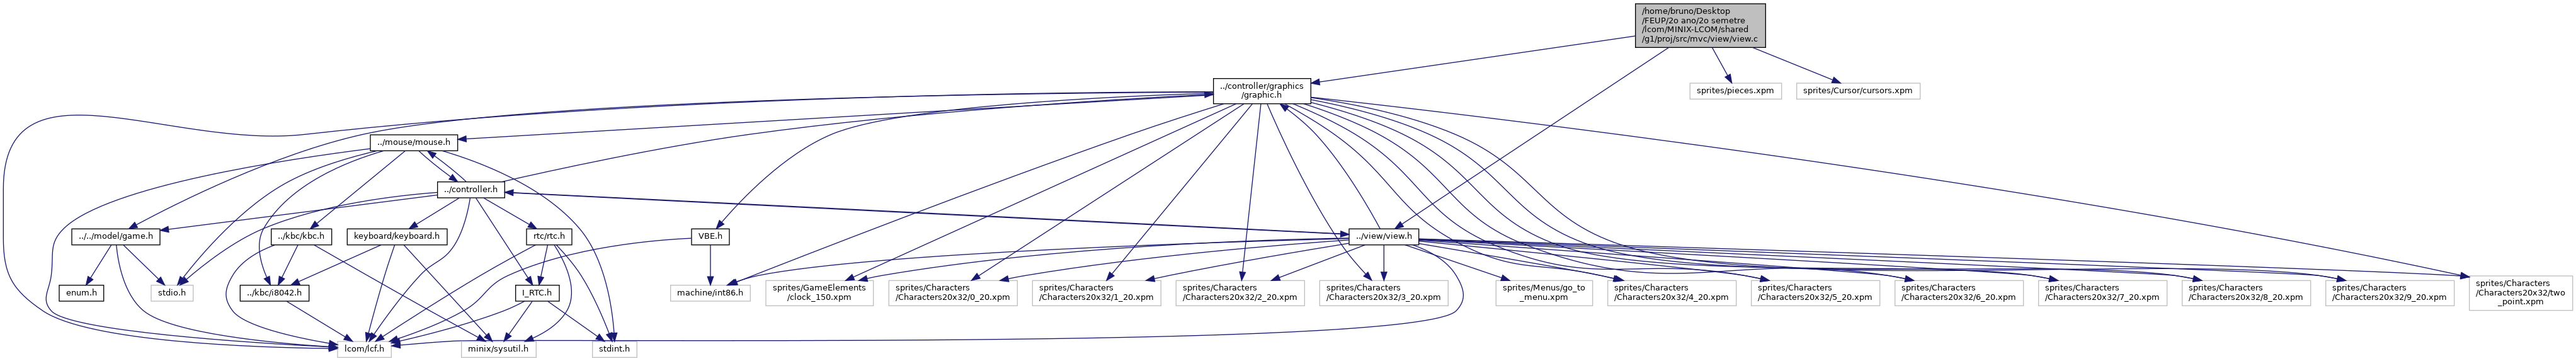 /home/bruno/Desktop
/FEUP/2o ano/2o semetre
/lcom/MINIX-LCOM/shared
/g1/proj/src/mvc/view/view.c
../controller/graphics
/graphic.h
sprites/pieces.xpm
sprites/Cursor/cursors.xpm
../mouse/mouse.h
../controller.h
../../model/game.h
../kbc/kbc.h
keyboard/keyboard.h
rtc/rtc.h
VBE.h
../view/view.h
enum.h
stdio.h
../kbc/i8042.h
I_RTC.h
machine/int86.h
sprites/GameElements
/clock_150.xpm
sprites/Characters
/Characters20x32/0_20.xpm
sprites/Characters
/Characters20x32/1_20.xpm
sprites/Characters
/Characters20x32/2_20.xpm
sprites/Characters
/Characters20x32/3_20.xpm
sprites/Menus/go_to
_menu.xpm
sprites/Characters
/Characters20x32/4_20.xpm
sprites/Characters
/Characters20x32/5_20.xpm
sprites/Characters
/Characters20x32/6_20.xpm
sprites/Characters
/Characters20x32/7_20.xpm
sprites/Characters
/Characters20x32/8_20.xpm
sprites/Characters
/Characters20x32/9_20.xpm
sprites/Characters
/Characters20x32/two
_point.xpm
lcom/lcf.h
minix/sysutil.h
stdint.h